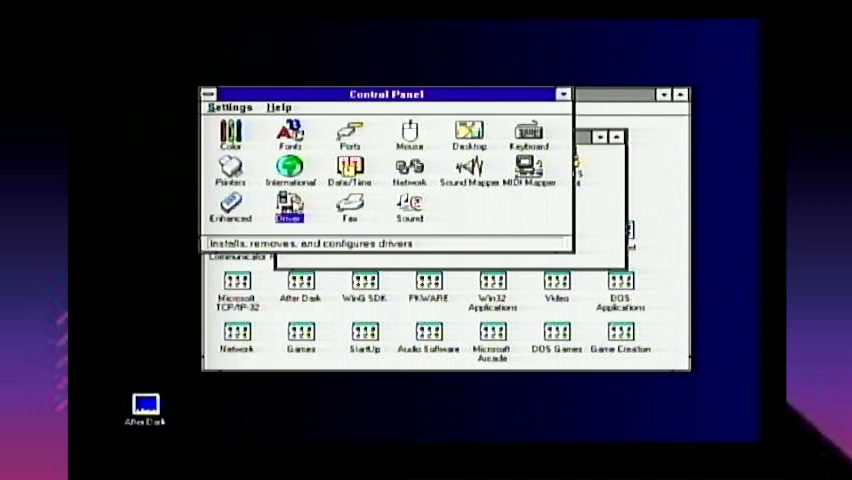 Control Panel
Settings Help
Color Fonts Ports Mouse Desktop Keyboard
Printers International Date/Time Network Sound Mapper MIDI Mapper
Enhanced Driver Fax Sound
Installs, removes, and configures drivers
Communicator
Microsoft TCP/IP-32 After Dark WinG SDK PKWARE Win32 Applications Video DOS Applications
Network Games StartUp Audio Software Microsoft Arcade DOS Games Game Creation
After Dark